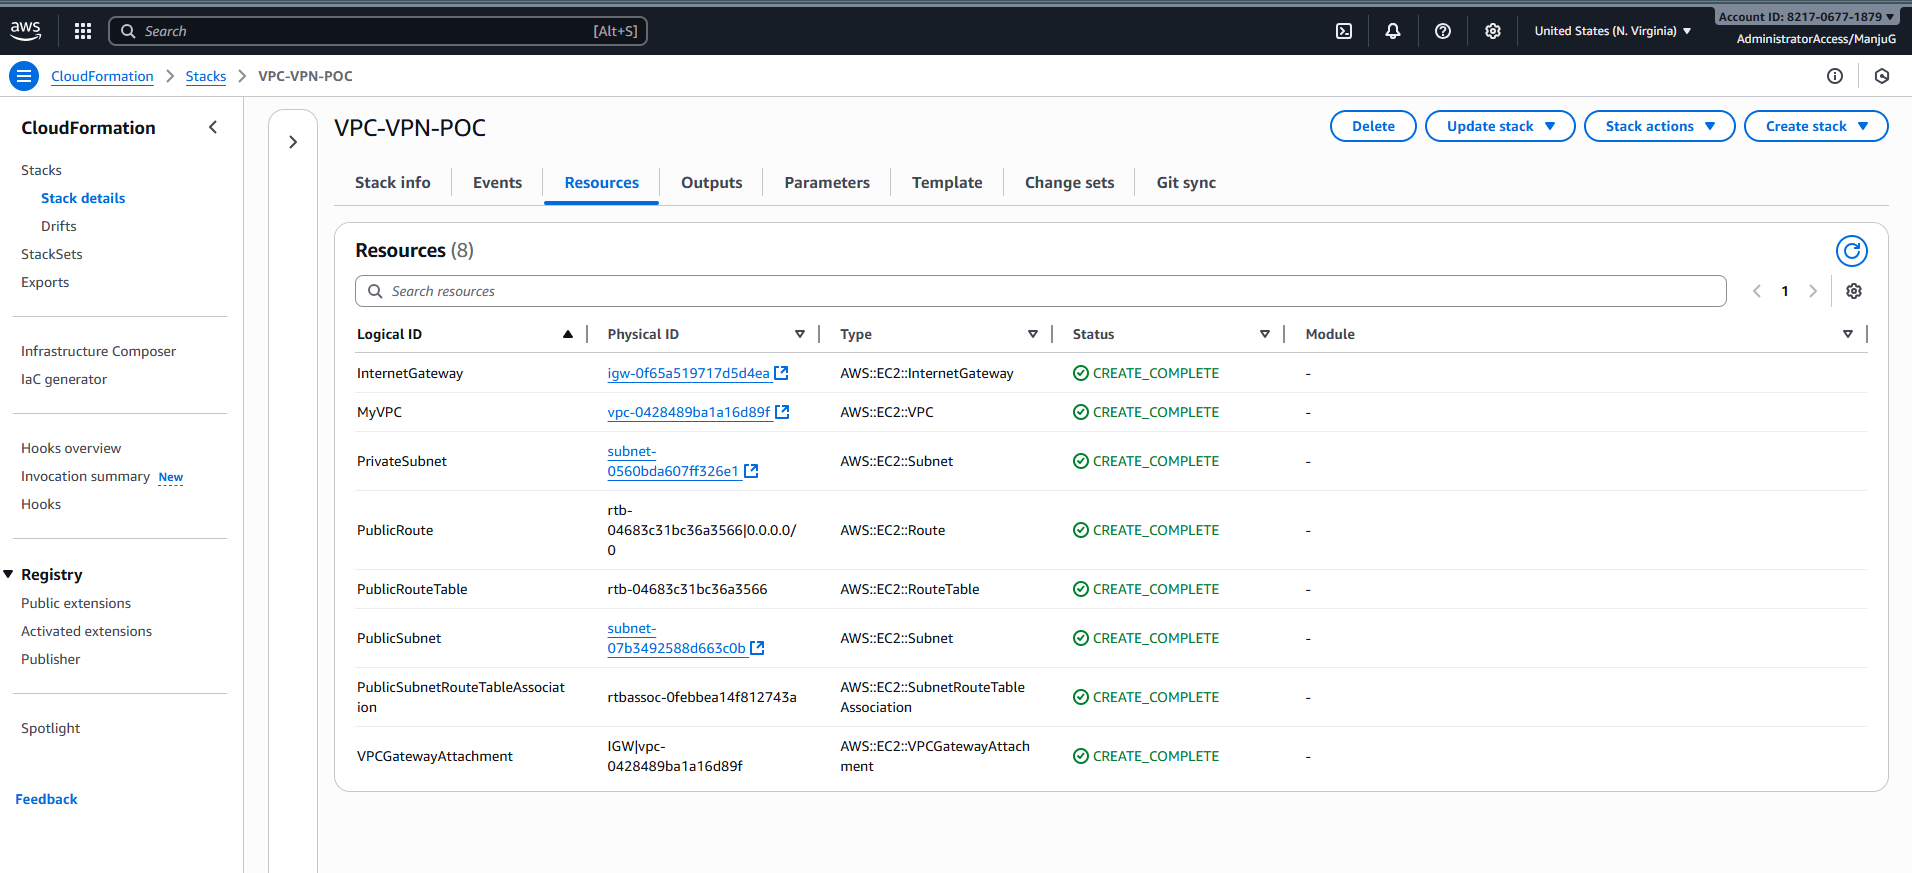 aws
Search
[Alt+S]
United States (N. Virginia)
Account ID: 8217-0677-1879
AdministratorAccess/ManjuG
CloudFormation
Stacks
VPC-VPN-POC
CloudFormation
Stacks
Stack details
Drifts
StackSets
Exports
Infrastructure Composer
IaC generator
Hooks overview
Invocation summary New
Hooks
Registry
Public extensions
Activated extensions
Publisher
Spotlight
Feedback
VPC-VPN-POC
Delete
Update stack
Stack actions
Create stack
Stack info
Events
Resources
Outputs
Parameters
Template
Change sets
Git sync
Resources (8)
Search resources
1
Logical ID
Physical ID
Type
Status
Module
InternetGateway
igw-0f65a519717d5d4ea
AWS::EC2::InternetGateway
CREATE_COMPLETE
-
MyVPC
vpc-0428489ba1a16d89f
AWS::EC2::VPC
CREATE_COMPLETE
-
PrivateSubnet
subnet-
0560bda607ff326e1
AWS::EC2::Subnet
CREATE_COMPLETE
-
PublicRoute
rtb-
04683c31bc36a3566|0.0.0.0/
0
AWS::EC2::Route
CREATE_COMPLETE
-
PublicRouteTable
rtb-04683c31bc36a3566
AWS::EC2::RouteTable
CREATE_COMPLETE
-
PublicSubnet
subnet-
07b3492588d663c0b
AWS::EC2::Subnet
CREATE_COMPLETE
-
PublicSubnetRouteTableAssociat
ion
rtbassoc-0febbea14f812743a
AWS::EC2::SubnetRouteTable
Association
CREATE_COMPLETE
-
VPCGatewayAttachment
IGW|vpc-
0428489ba1a16d89f
AWS::EC2::VPCGatewayAttach
ment
CREATE_COMPLETE
-